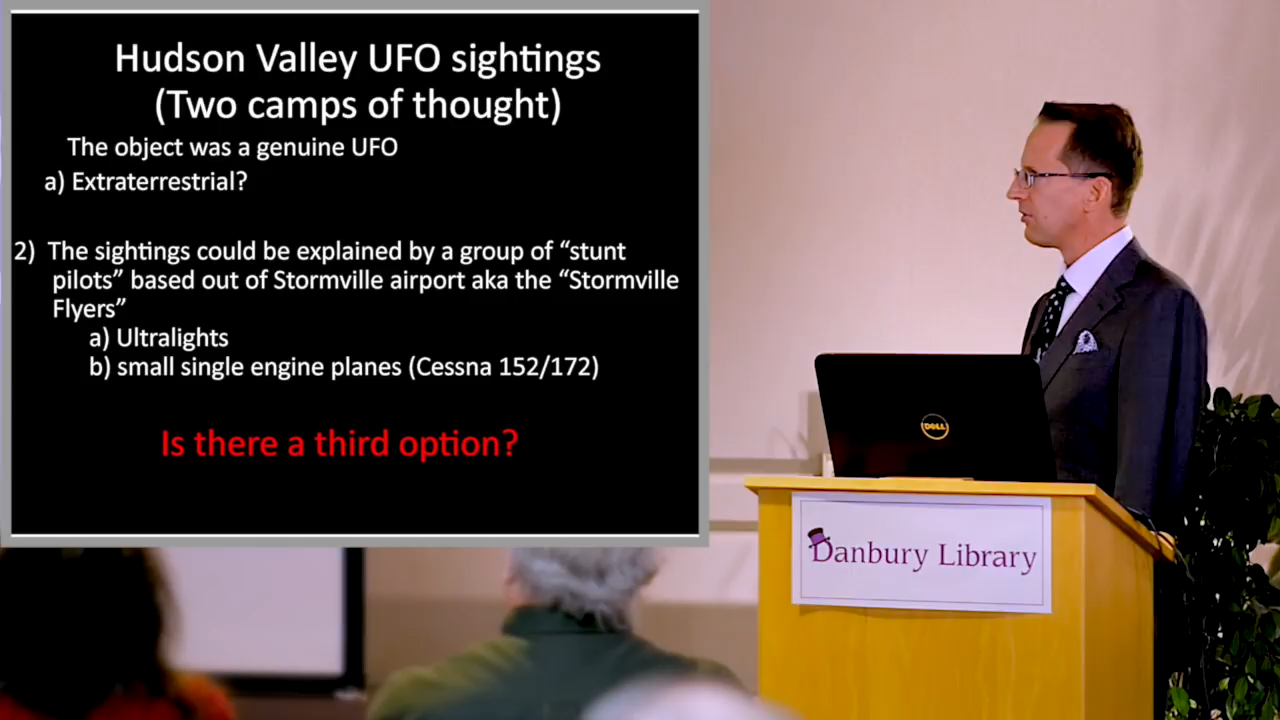 Hudson Valley UFO sightings
(Two camps of thought)
The object was a genuine UFO
a) Extraterrestrial?
2) The sightings could be explained by a group of “stunt
pilots” based out of Stormville airport aka the “Stormville
Flyers”
a) Ultralights
b) small single engine planes (Cessna 152/172)
Is there a third option?
DELL
Danbury Library